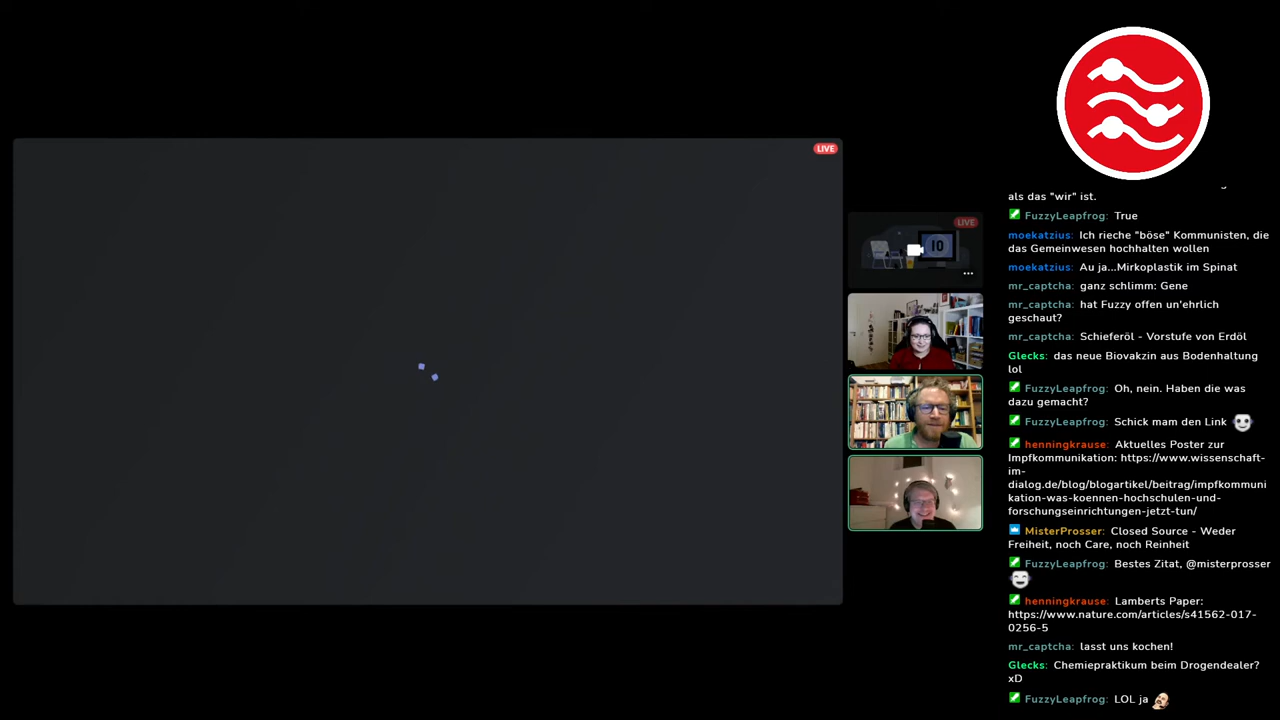 LIVE
LIVE
10
als das "wir" ist.
FuzzyLeapfrog: True
moekatzius: Ich rieche "böse" Kommunisten, die
das Gemeinwesen hochhalten wollen
moekatzius: Au ja...Mirkoplastik im Spinat
mr_captcha: ganz schlimm: Gene
mr_captcha: hat Fuzzy offen un'ehrlich
geschaut?
mr_captcha: Schieferöl - Vorstufe von Erdöl
Glecks: das neue Biovakzin aus Bodenhaltung
lol
FuzzyLeapfrog: Oh, nein. Haben die was
dazu gemacht?
FuzzyLeapfrog: Schick mam den Link
henningkrause: Aktuelles Poster zur
Impfkommunikation: https://www.wissenschaft-
im-
dialog.de/blog/blogartikel/beitrag/impfkommuni
kation-was-koennen-hochschulen-und-
forschungseinrichtungen-jetzt-tun/
MisterProsser: Closed Source - Weder
Freiheit, noch Care, noch Reinheit
FuzzyLeapfrog: Bestes Zitat, @misterprosser
henningkrause: Lamberts Paper:
https://www.nature.com/articles/s41562-017-
0256-5
mr_captcha: lasst uns kochen!
Glecks: Chemiepraktikum beim Drogendealer?
xD
FuzzyLeapfrog: LOL ja